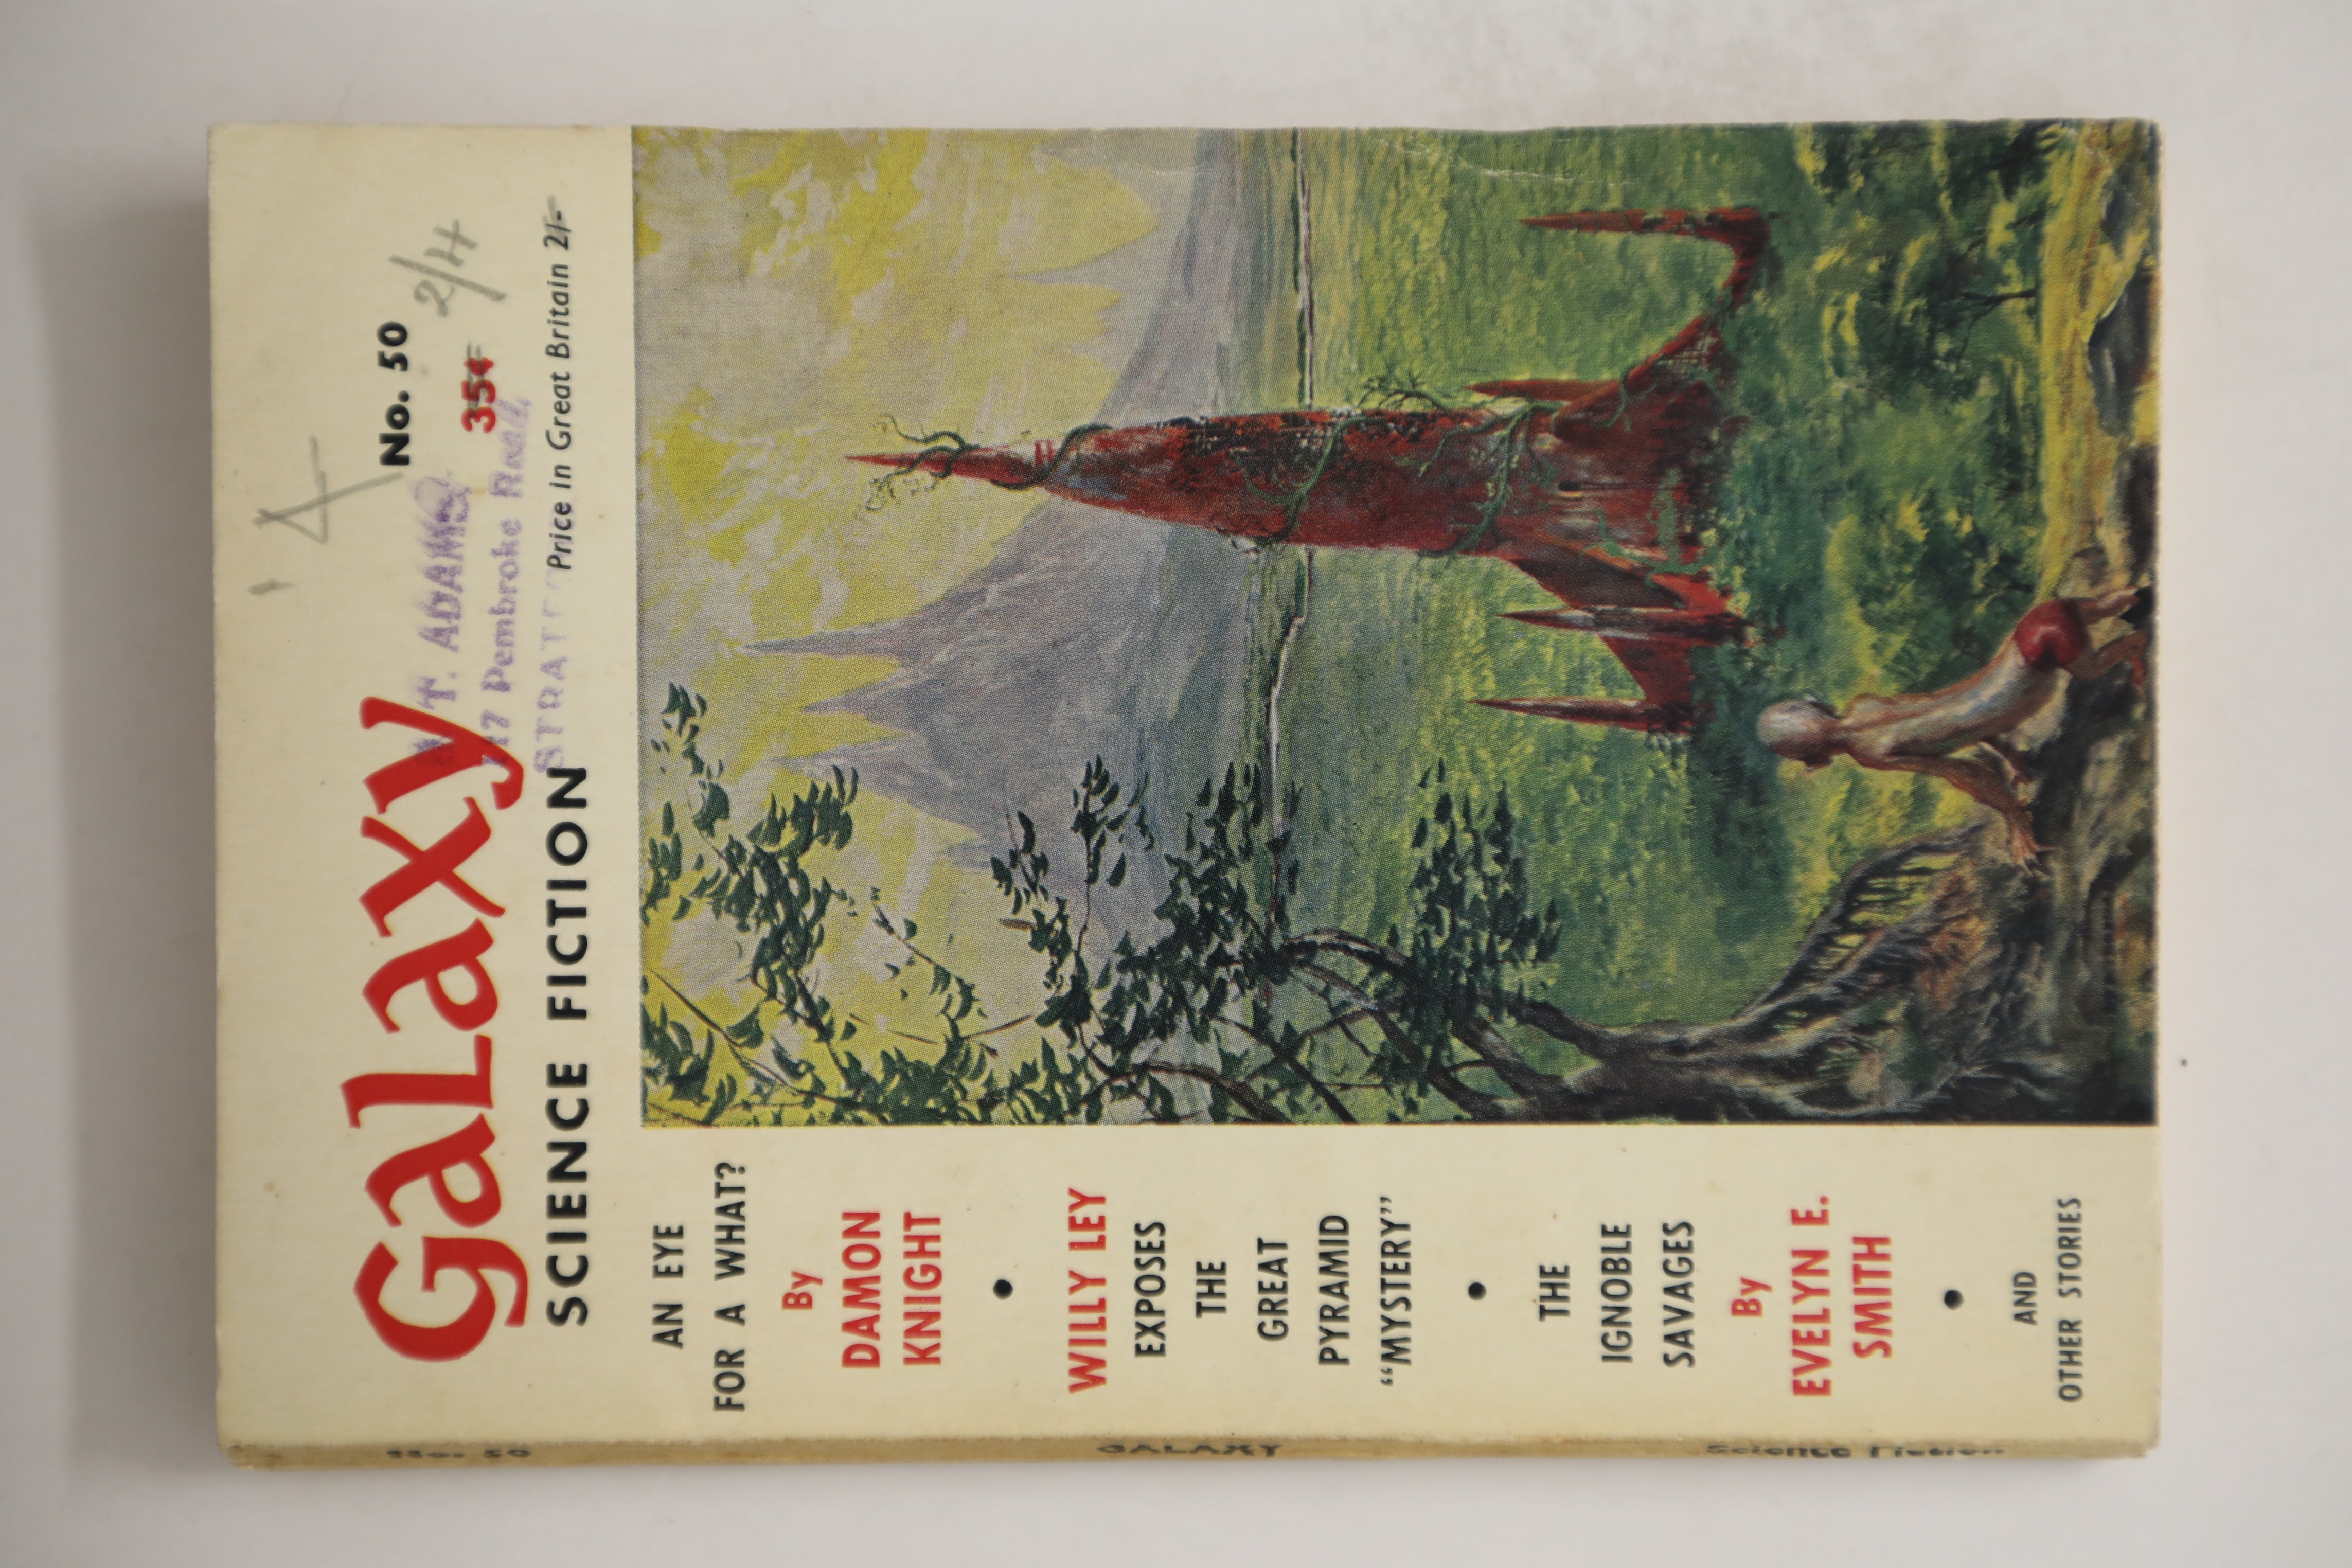 No. 50
2/4
35¢
Price in Great Britain 2/-
T. ADAMS
17 Pembroke Road,
Galaxy
SCIENCE FICTION
AN EYE
FOR A WHAT?
By
DAMON
KNIGHT
•
WILLY LEY
EXPOSES
THE
GREAT
PYRAMID
“MYSTERY”
•
THE
IGNOBLE
SAVAGES
By
EVELYN E.
SMITH
•
AND
OTHER STORIES
No. 50
GALAXY
Science Fiction